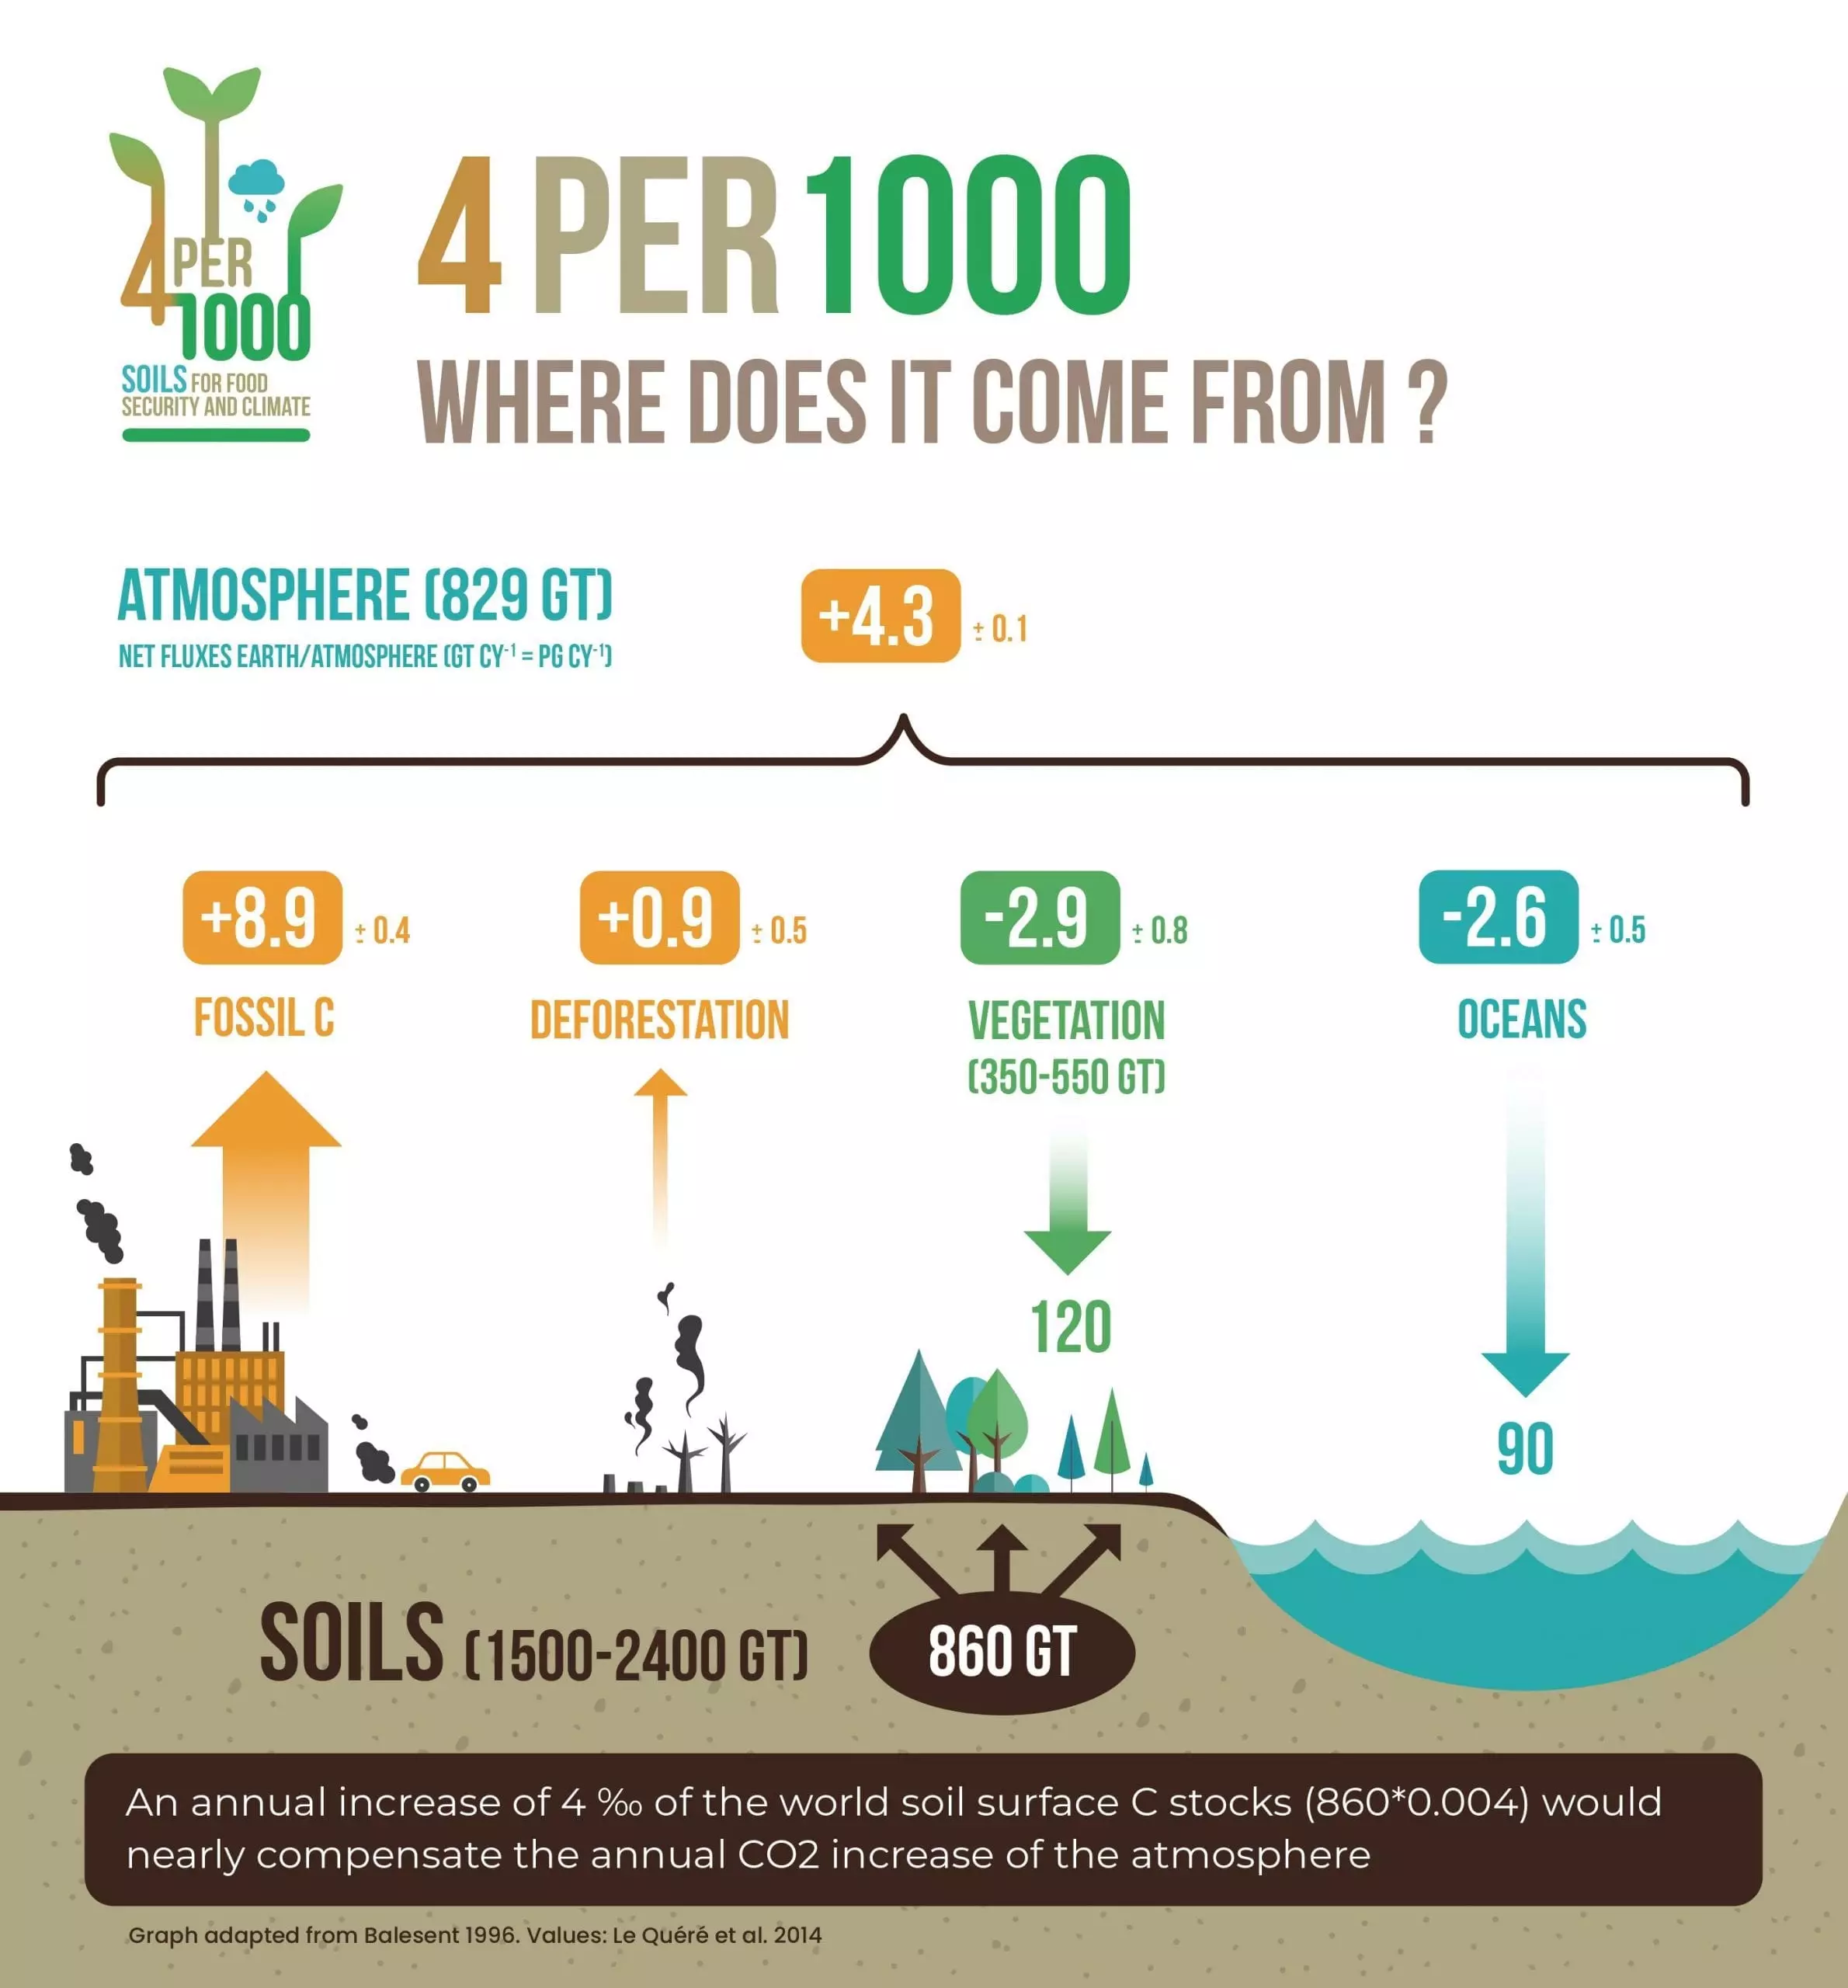 4 PER
1000
SOILS FOR FOOD
SECURITY AND CLIMATE
4 PER 1000
WHERE DOES IT COME FROM ?
ATMOSPHERE (829 GT)
NET FLUXES EARTH/ATMOSPHERE (GT CY⁻¹ = PG CY⁻¹)
+4.3 ± 0.1
+8.9 ± 0.4
FOSSIL C
+0.9 ± 0.5
DEFORESTATION
-2.9 ± 0.8
VEGETATION
(350-550 GT)
120
-2.6 ± 0.5
OCEANS
90
SOILS (1500-2400 GT)
860 GT
An annual increase of 4 ‰ of the world soil surface C stocks (860*0.004) would
nearly compensate the annual CO2 increase of the atmosphere
Graph adapted from Balesent 1996. Values: Le Quéré et al. 2014